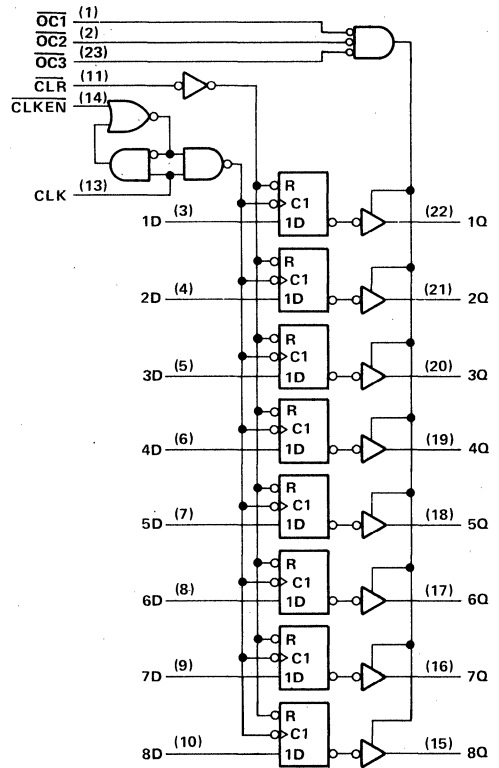 OC1 (1)
OC2 (2)
OC3 (23)
CLR (11)
CLKEN (14)
CLK (13)
R
C1
1D (3) 1D (22) 1Q
R
C1
2D (4) 1D (21) 2Q
R
C1
3D (5) 1D (20) 3Q
R
C1
4D (6) 1D (19) 4Q
R
C1
5D (7) 1D (18) 5Q
R
C1
6D (8) 1D (17) 6Q
R
C1
7D (9) 1D (16) 7Q
R
C1
8D (10) 1D (15) 8Q